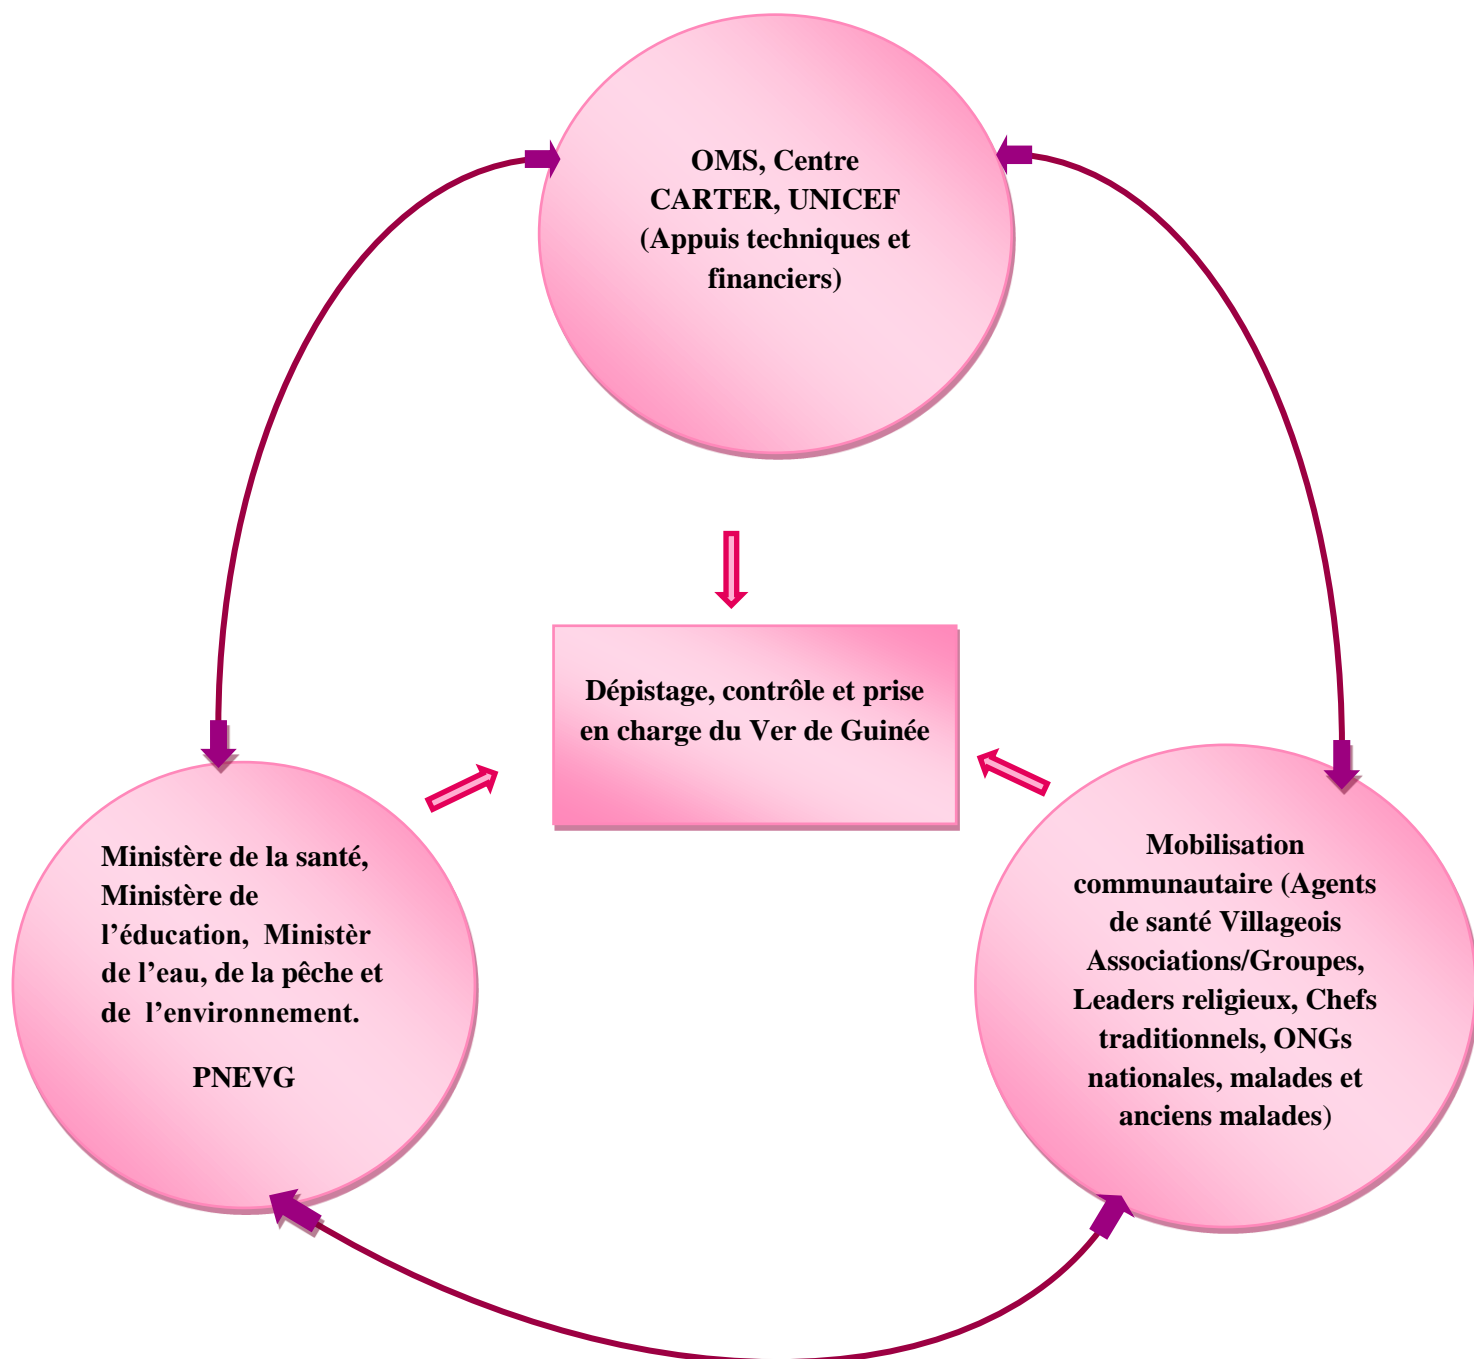 OMS, Centre
CARTER, UNICEF
(Appuis techniques et
financiers)
Dépistage, contrôle et prise
en charge du Ver de Guinée
Ministère de la santé,
Ministère de
l’éducation, Ministèr
de l’eau, de la pêche et
de l’environnement.
PNEVG
Mobilisation
communautaire (Agents
de santé Villageois
Associations/Groupes,
Leaders religieux, Chefs
traditionnels, ONGs
nationales, malades et
anciens malades)